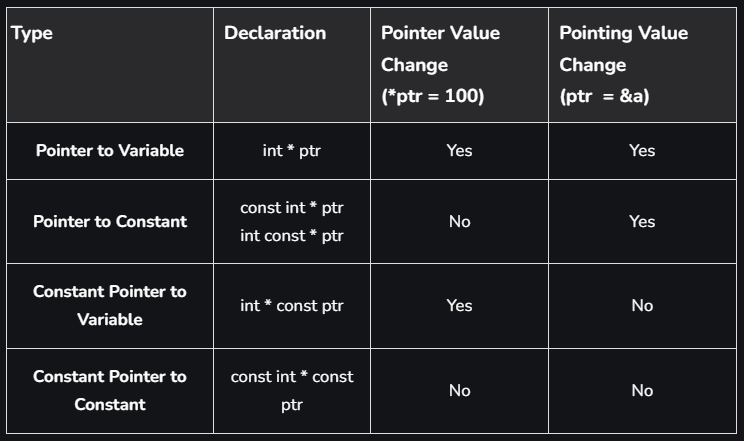 Type
Declaration
Pointer Value
Change
(*ptr = 100)
Pointing Value
Change
(ptr  = &a)
Pointer to Variable
int * ptr
Yes
Yes
Pointer to Constant
const int * ptr
int const * ptr
No
Yes
Constant Pointer to
Variable
int * const ptr
Yes
No
Constant Pointer to
Constant
const int * const
ptr
No
No